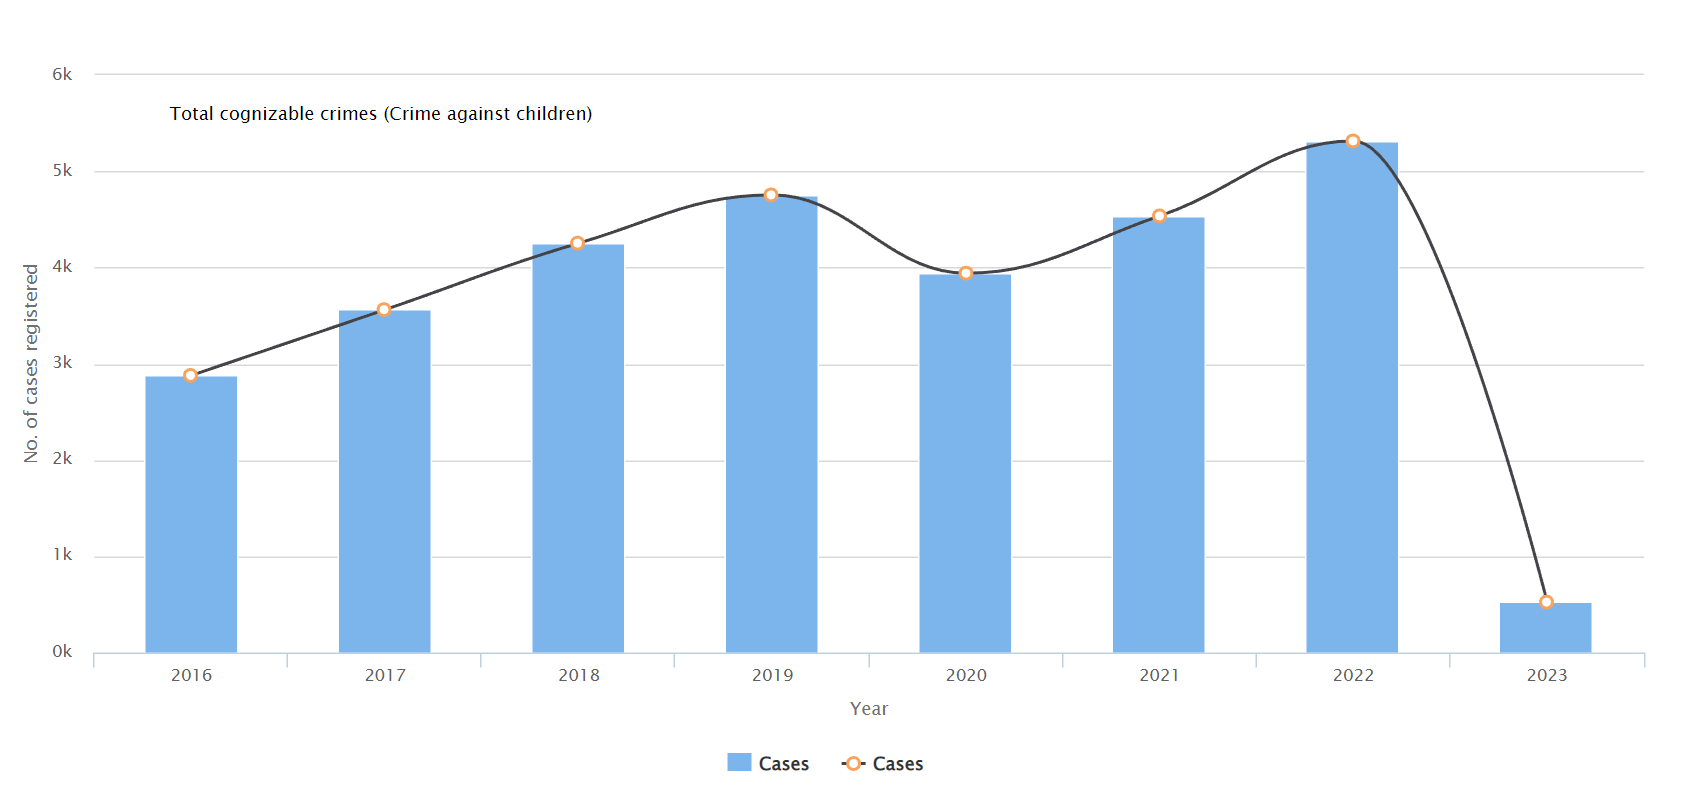 6k
Total cognizable crimes (Crime against children)
5k
4k
3k
2k
1k
0k
No. of cases registered
2016 2017 2018 2019 2020 2021 2022 2023
Year
Cases Cases